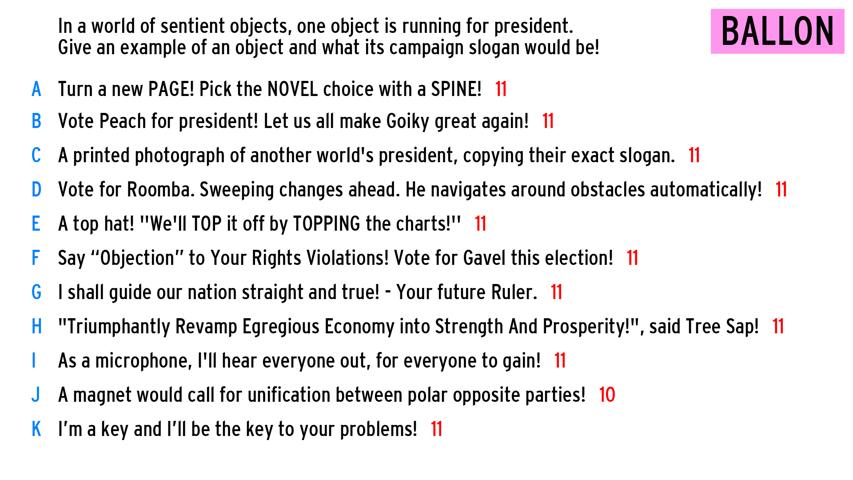 In a world of sentient objects, one object is running for president.
Give an example of an object and what its campaign slogan would be!
BALLON
A Turn a new PAGE! Pick the NOVEL choice with a SPINE! 11
B Vote Peach for president! Let us all make Goiky great again! 11
C A printed photograph of another world's president, copying their exact slogan. 11
D Vote for Roomba. Sweeping changes ahead. He navigates around obstacles automatically! 11
E A top hat! "We'll TOP it off by TOPPING the charts!" 11
F Say “Objection” to Your Rights Violations! Vote for Gavel this election! 11
G I shall guide our nation straight and true! - Your future Ruler. 11
H "Triumphantly Revamp Egregious Economy into Strength And Prosperity!", said Tree Sap! 11
I As a microphone, I'll hear everyone out, for everyone to gain! 11
J A magnet would call for unification between polar opposite parties! 10
K I’m a key and I’ll be the key to your problems! 11